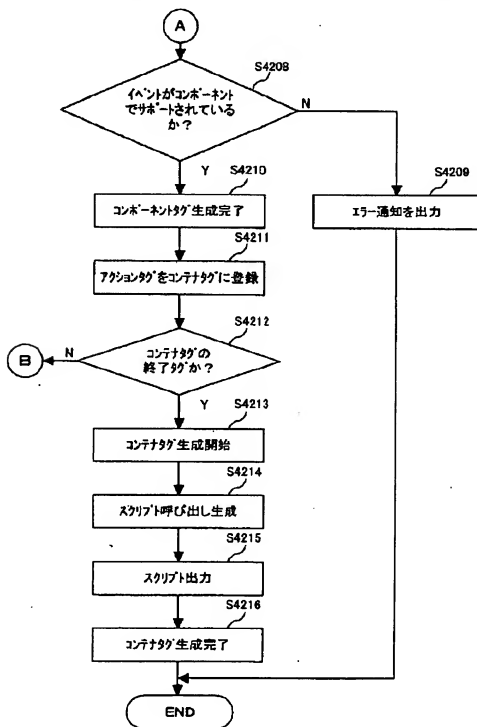 A
S4208
イベントがコンポーネント
でサポートされている
か?
N
Y
S4209
エラー通知を出力
S4210
コンポーネントタグ生成完了
S4211
アクションタグをコンテナタグに登録
S4212
コンテナタグの
終了タグか?
N
B
Y
S4213
コンテナタグ生成開始
S4214
スクリプト呼び出し生成
S4215
スクリプト出力
S4216
コンテナタグ生成完了
END